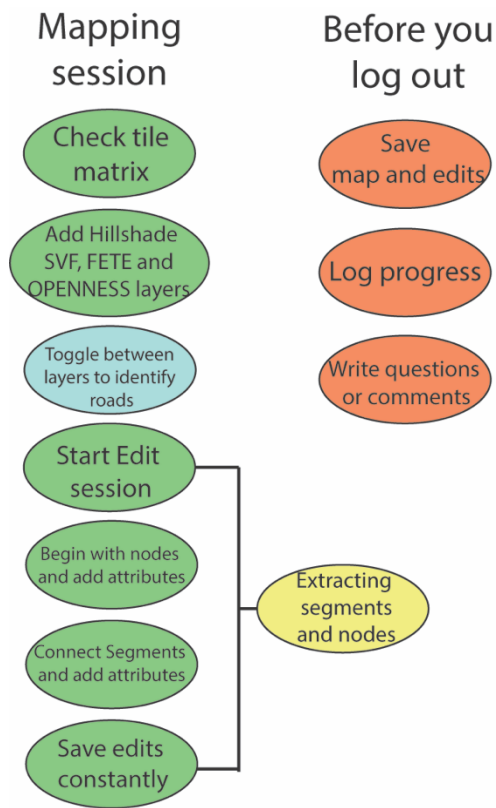 Mapping
session
Check tile
matrix
Add Hillshade
SVF, FETE and
OPENNESS layers
Toggle between
layers to identify
roads
Start Edit
session
Begin with nodes
and add attributes
Connect Segments
and add attributes
Save edits
constantly
Extracting
segments
and nodes
Before you
log out
Save
map and edits
Log progress
Write questions
or comments